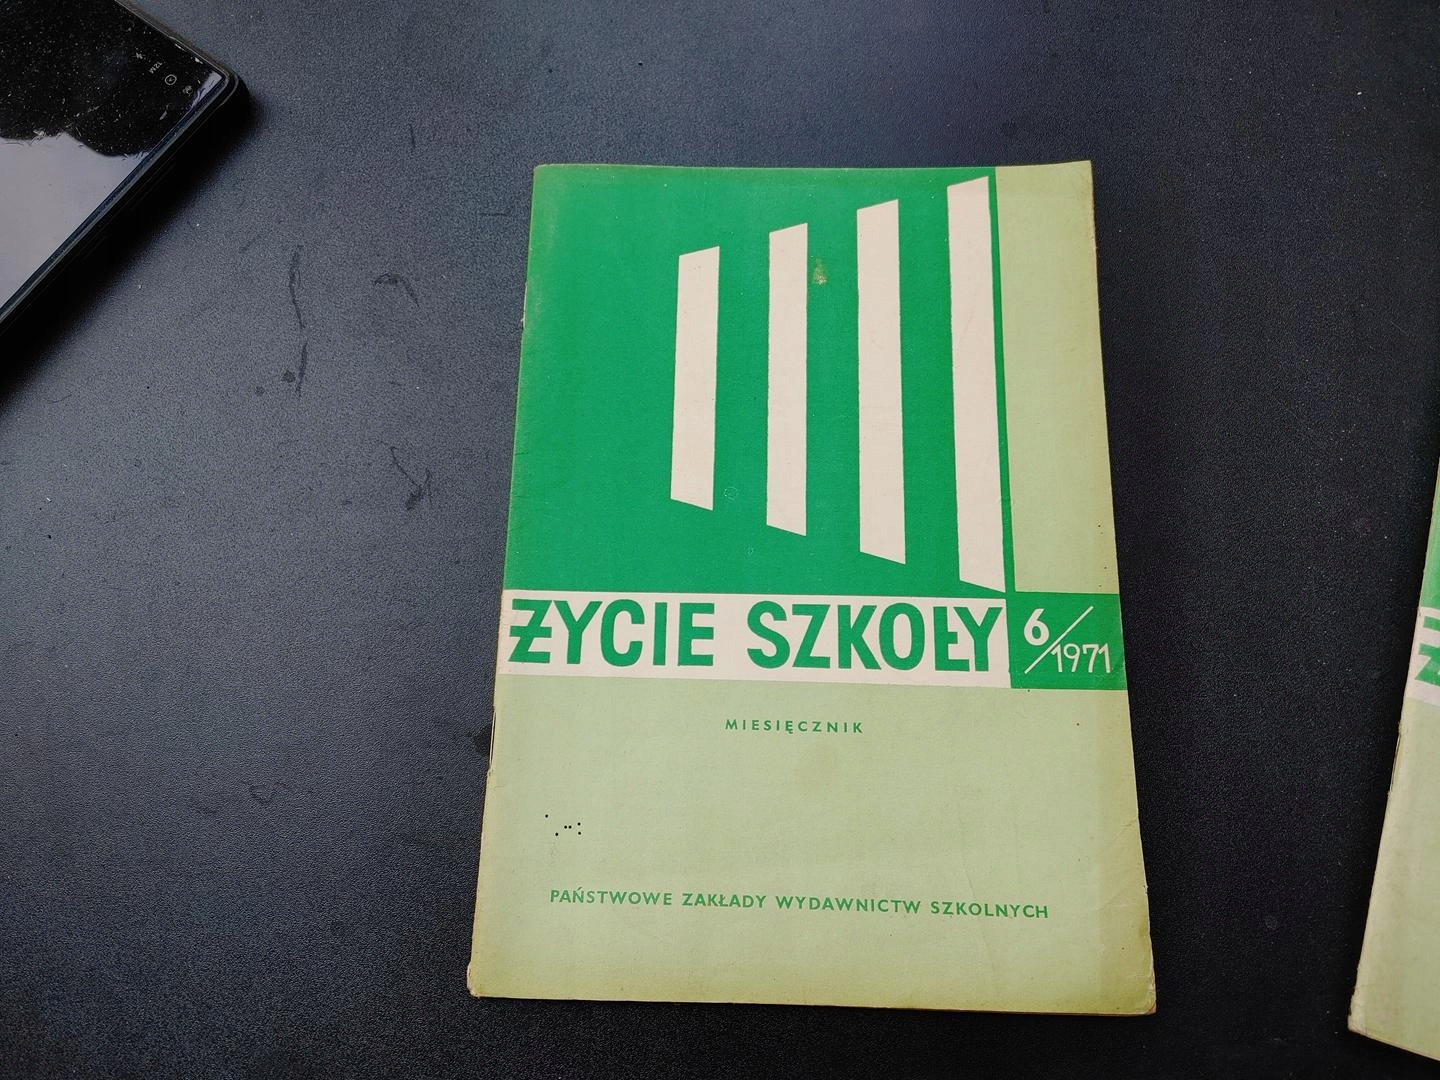 ŻYCIE SZKOŁY
6/1971
MIESIĘCZNIK
PAŃSTWOWE ZAKŁADY WYDAWNICTW SZKOLNYCH